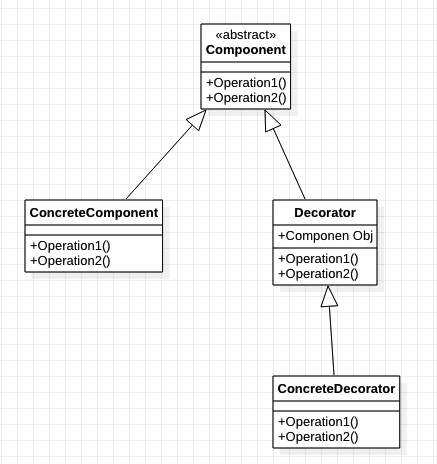 «abstract»
Compoonent
+Operation1()
+Operation2()
ConcreteComponent
+Operation1()
+Operation2()
Decorator
+Componen Obj
+Operation1()
+Operation2()
ConcreteDecorator
+Operation1()
+Operation2()